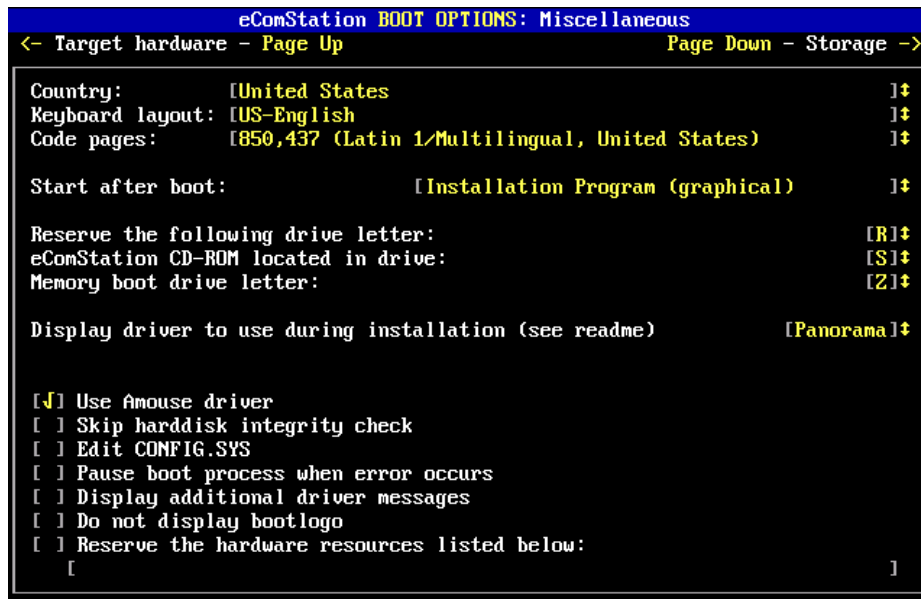 eComStation BOOT OPTIONS: Miscellaneous
<- Target hardware - Page Up Page Down - Storage ->
Country: [United States ]↕
Keyboard layout: [US-English ]↕
Code pages: [850,437 (Latin 1/Multilingual, United States) ]↕
Start after boot: [Installation Program (graphical) ]↕
Reserve the following drive letter: [R]↕
eComStation CD-ROM located in drive: [S]↕
Memory boot drive letter: [Z]↕
Display driver to use during installation (see readme) [Panorama]↕
[√] Use Amouse driver
[ ] Skip harddisk integrity check
[ ] Edit CONFIG.SYS
[ ] Pause boot process when error occurs
[ ] Display additional driver messages
[ ] Do not display bootlogo
[ ] Reserve the hardware resources listed below:
[ ]